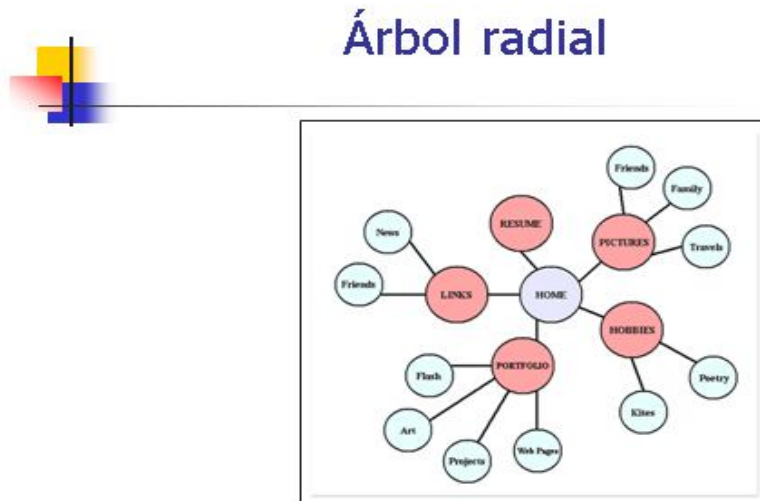 Árbol radial
Friends
Family
Travels
PICTURES
RESUME
News
Friends
LINKS
HOME
HOBBIES
Poetry
Kites
PORTFOLIO
Flash
Art
Projects
Web Pages